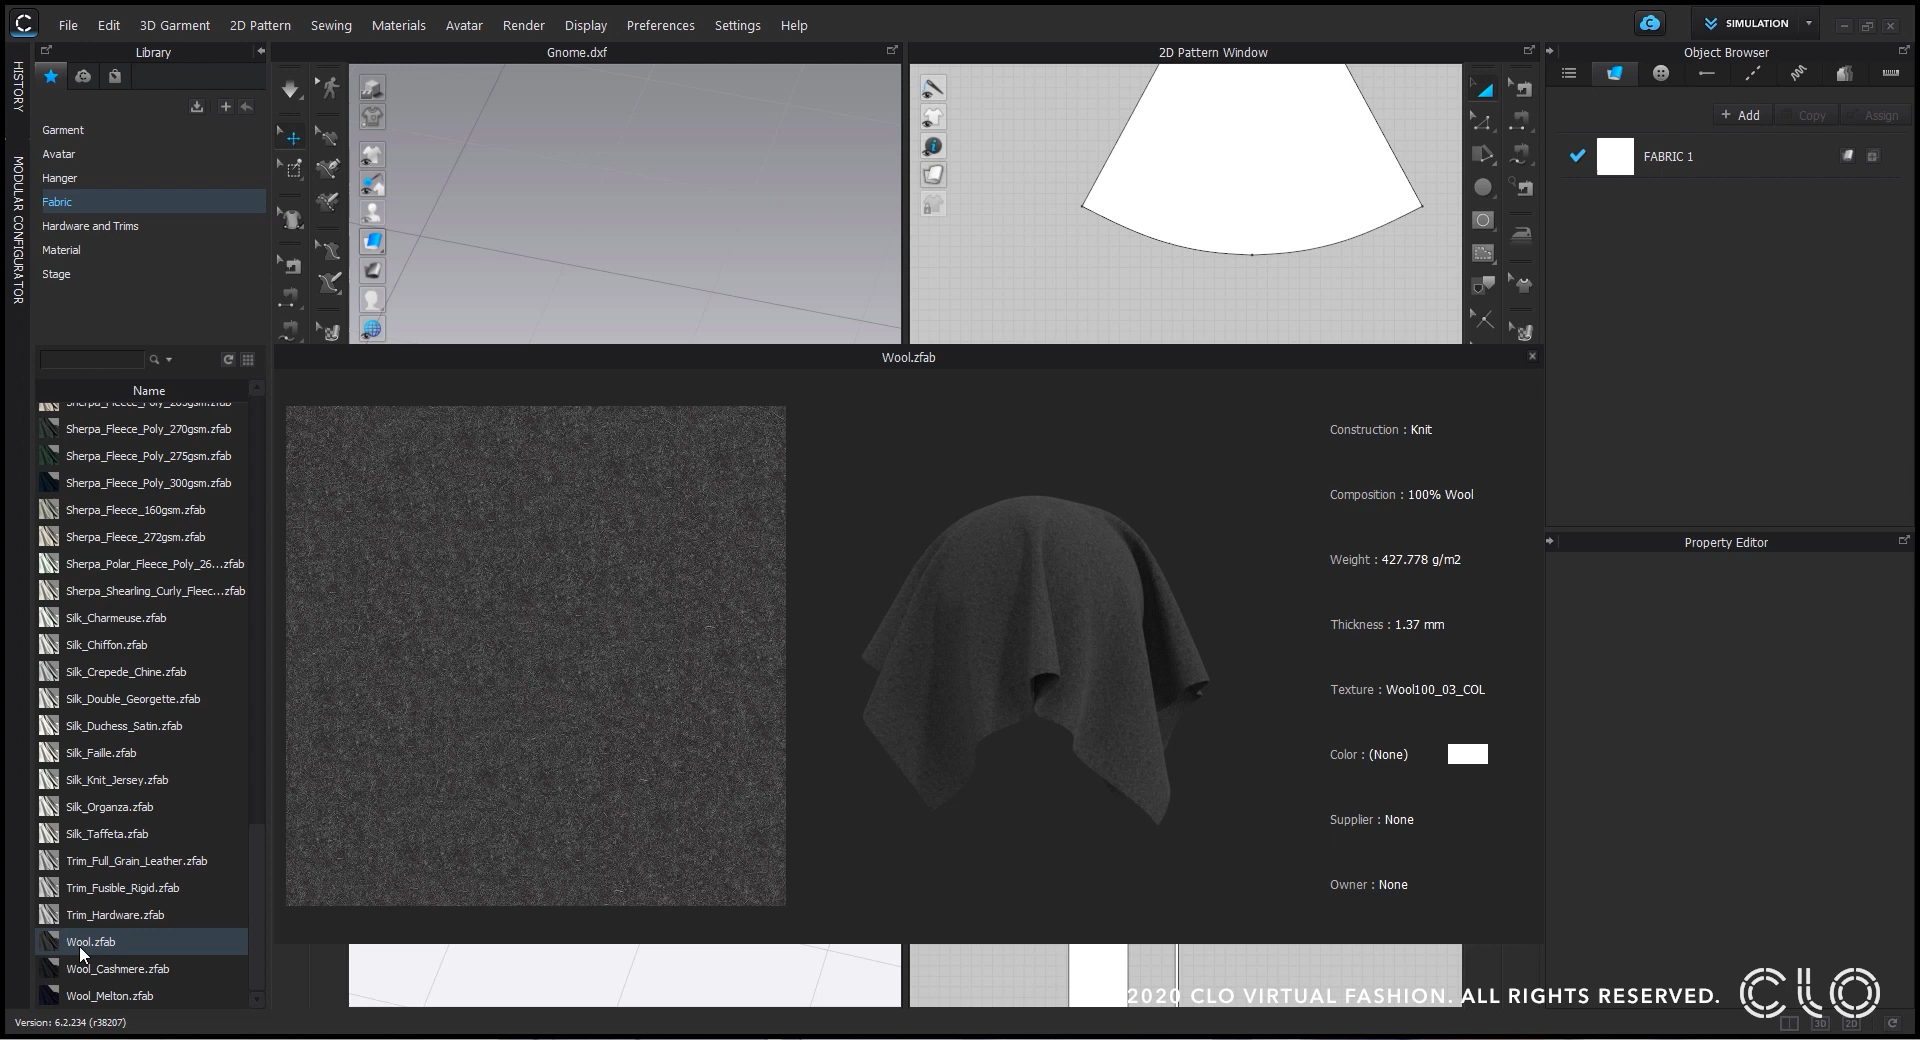 File Edit 3D Garment 2D Pattern Sewing Materials Avatar Render Display Preferences Settings Help
SIMULATION
HISTORY
MODULAR CONFIGURATOR
Library
Garment
Avatar
Hanger
Fabric
Hardware and Trims
Material
Stage
Name
Sherpa_Fleece_Poly_270gsm.zfab
Sherpa_Fleece_Poly_275gsm.zfab
Sherpa_Fleece_Poly_300gsm.zfab
Sherpa_Fleece_160gsm.zfab
Sherpa_Fleece_272gsm.zfab
Sherpa_Polar_Fleece_Poly_26...zfab
Sherpa_Shearling_Curly_Fleec...zfab
Silk_Charmeuse.zfab
Silk_Chiffon.zfab
Silk_Crepede_Chine.zfab
Silk_Double_Georgette.zfab
Silk_Duchess_Satin.zfab
Silk_Faille.zfab
Silk_Knit_Jersey.zfab
Silk_Organza.zfab
Silk_Taffeta.zfab
Trim_Full_Grain_Leather.zfab
Trim_Fusible_Rigid.zfab
Trim_Hardware.zfab
Wool.zfab
Wool_Cashmere.zfab
Wool_Melton.zfab
Version: 6.2.234 (r38207)
Gnome.dxf
2D Pattern Window
Wool.zfab
Construction : Knit
Composition : 100% Wool
Weight : 427.778 g/m2
Thickness : 1.37 mm
Texture : Wool100_03_COL
Color : (None)
Supplier : None
Owner : None
Object Browser
+ Add Copy Assign
FABRIC 1
Property Editor
2020 CLO VIRTUAL FASHION. ALL RIGHTS RESERVED. CLO
3D 2D